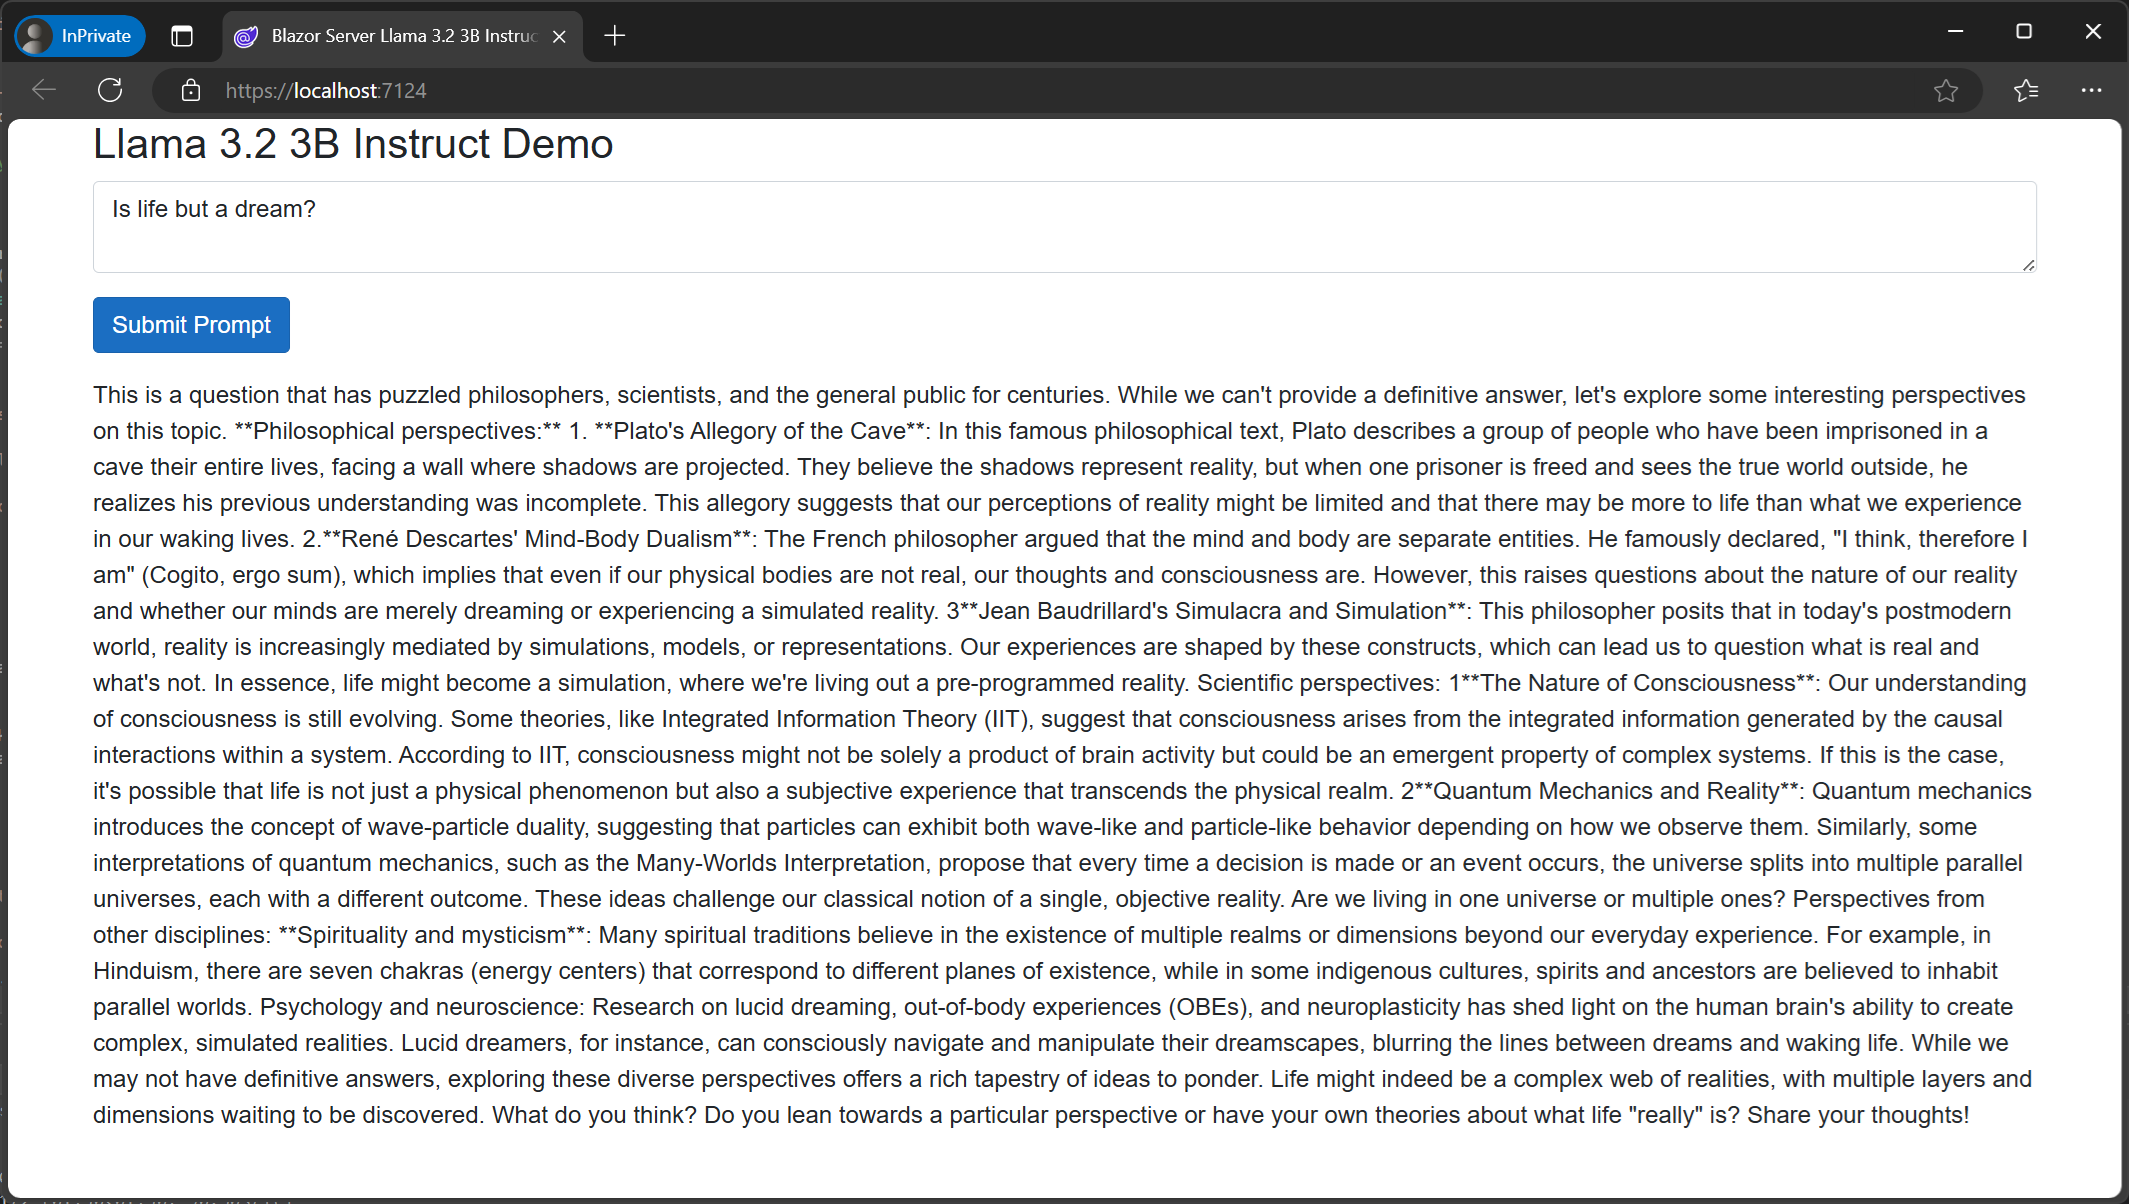 InPrivate
Blazor Server Llama 3.2 3B Instruc
https://localhost:7124
Llama 3.2 3B Instruct Demo
Is life but a dream?
Submit Prompt
This is a question that has puzzled philosophers, scientists, and the general public for centuries. While we can't provide a definitive answer, let's explore some interesting perspectives
on this topic. **Philosophical perspectives:** 1. **Plato's Allegory of the Cave**: In this famous philosophical text, Plato describes a group of people who have been imprisoned in a
cave their entire lives, facing a wall where shadows are projected. They believe the shadows represent reality, but when one prisoner is freed and sees the true world outside, he
realizes his previous understanding was incomplete. This allegory suggests that our perceptions of reality might be limited and that there may be more to life than what we experience
in our waking lives. 2.**René Descartes' Mind-Body Dualism**: The French philosopher argued that the mind and body are separate entities. He famously declared, "I think, therefore I
am" (Cogito, ergo sum), which implies that even if our physical bodies are not real, our thoughts and consciousness are. However, this raises questions about the nature of our reality
and whether our minds are merely dreaming or experiencing a simulated reality. 3**Jean Baudrillard's Simulacra and Simulation**: This philosopher posits that in today's postmodern
world, reality is increasingly mediated by simulations, models, or representations. Our experiences are shaped by these constructs, which can lead us to question what is real and
what's not. In essence, life might become a simulation, where we're living out a pre-programmed reality. Scientific perspectives: 1**The Nature of Consciousness**: Our understanding
of consciousness is still evolving. Some theories, like Integrated Information Theory (IIT), suggest that consciousness arises from the integrated information generated by the causal
interactions within a system. According to IIT, consciousness might not be solely a product of brain activity but could be an emergent property of complex systems. If this is the case,
it's possible that life is not just a physical phenomenon but also a subjective experience that transcends the physical realm. 2**Quantum Mechanics and Reality**: Quantum mechanics
introduces the concept of wave-particle duality, suggesting that particles can exhibit both wave-like and particle-like behavior depending on how we observe them. Similarly, some
interpretations of quantum mechanics, such as the Many-Worlds Interpretation, propose that every time a decision is made or an event occurs, the universe splits into multiple parallel
universes, each with a different outcome. These ideas challenge our classical notion of a single, objective reality. Are we living in one universe or multiple ones? Perspectives from
other disciplines: **Spirituality and mysticism**: Many spiritual traditions believe in the existence of multiple realms or dimensions beyond our everyday experience. For example, in
Hinduism, there are seven chakras (energy centers) that correspond to different planes of existence, while in some indigenous cultures, spirits and ancestors are believed to inhabit
parallel worlds. Psychology and neuroscience: Research on lucid dreaming, out-of-body experiences (OBEs), and neuroplasticity has shed light on the human brain's ability to create
complex, simulated realities. Lucid dreamers, for instance, can consciously navigate and manipulate their dreamscapes, blurring the lines between dreams and waking life. While we
may not have definitive answers, exploring these diverse perspectives offers a rich tapestry of ideas to ponder. Life might indeed be a complex web of realities, with multiple layers and
dimensions waiting to be discovered. What do you think? Do you lean towards a particular perspective or have your own theories about what life "really" is? Share your thoughts!